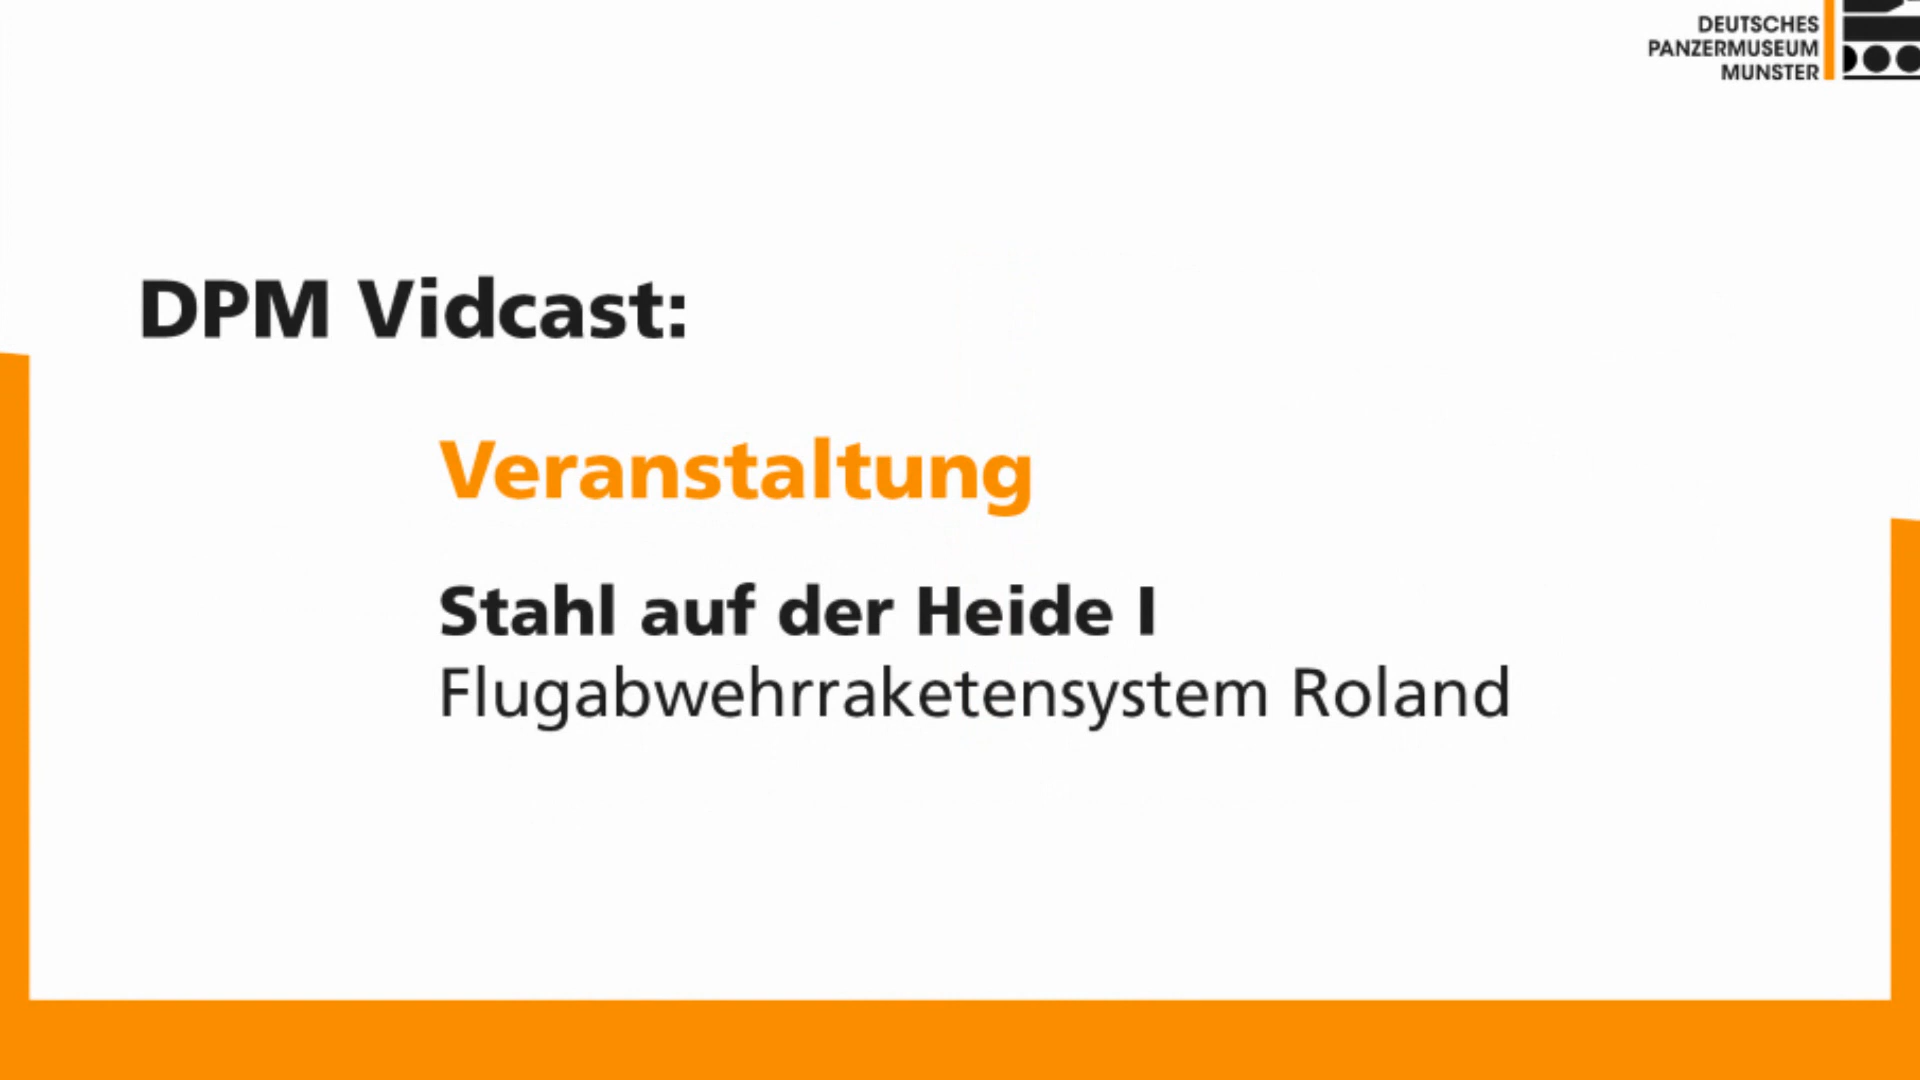 DEUTSCHES
PANZERMUSEUM
MUNSTER
DPM Vidcast:
Veranstaltung
Stahl auf der Heide I
Flugabwehrraketensystem Roland